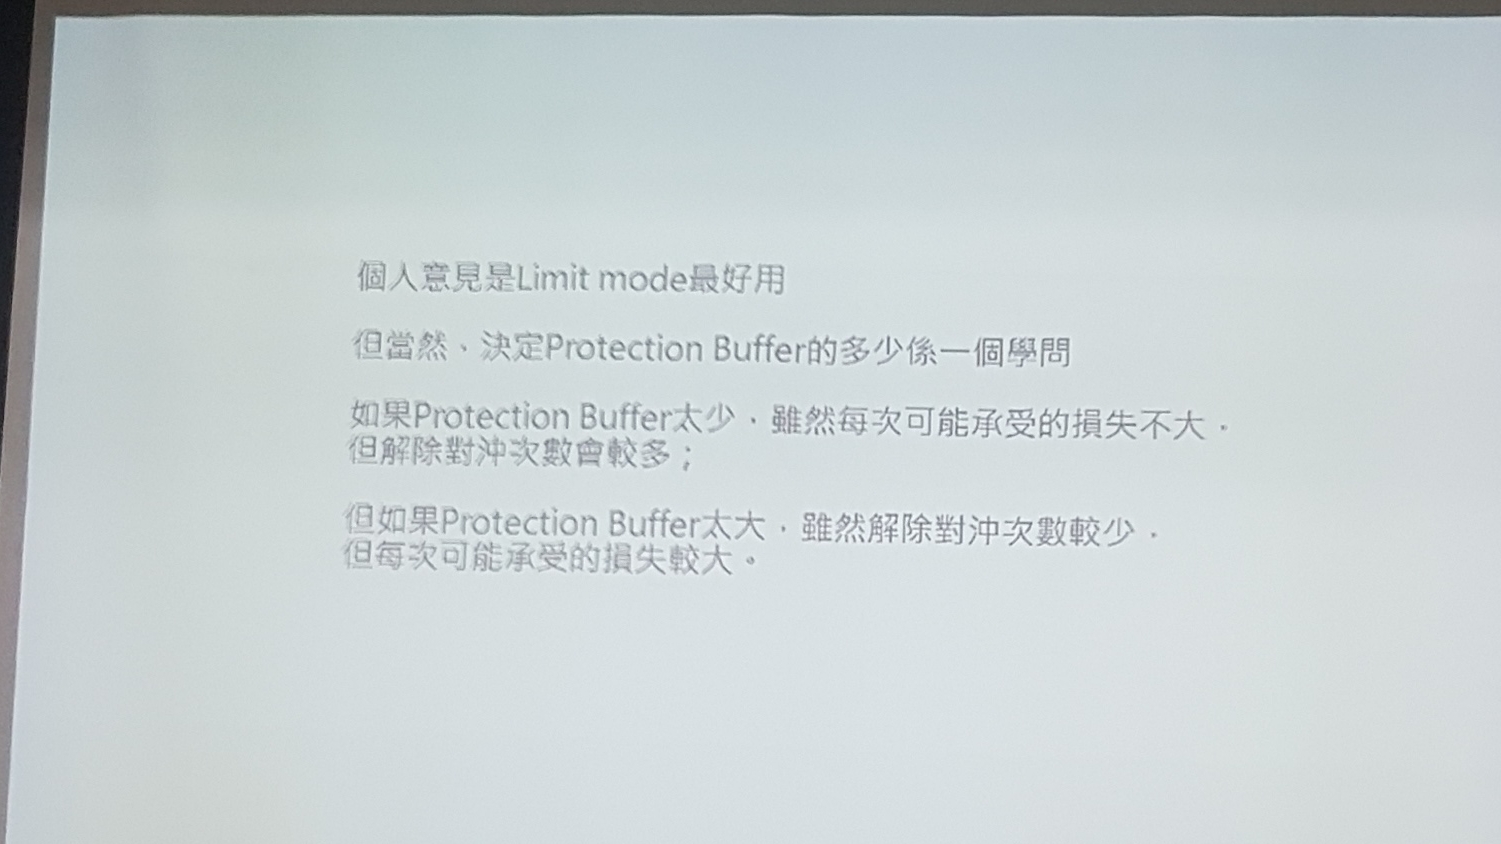 個人意見是Limit mode最好用
但當然、決定Protection Buffer的多少係一個學問
如果Protection Buffer太少，雖然每次可能承受的損失不大，
但解除對沖次數會較多；
但如果Protection Buffer太大，雖然解除對沖次數較少，
但每次可能承受的損失較大。